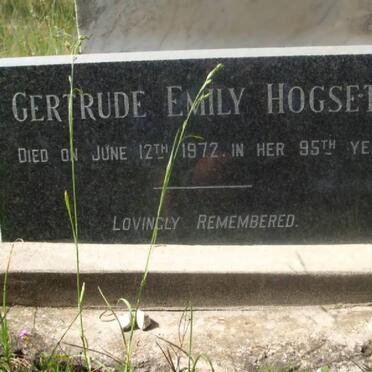 GERTRUDE EMILY HOGSET
DIED ON JUNE 12TH 1972. IN HER 95TH YE
LOVINGLY REMEMBERED.